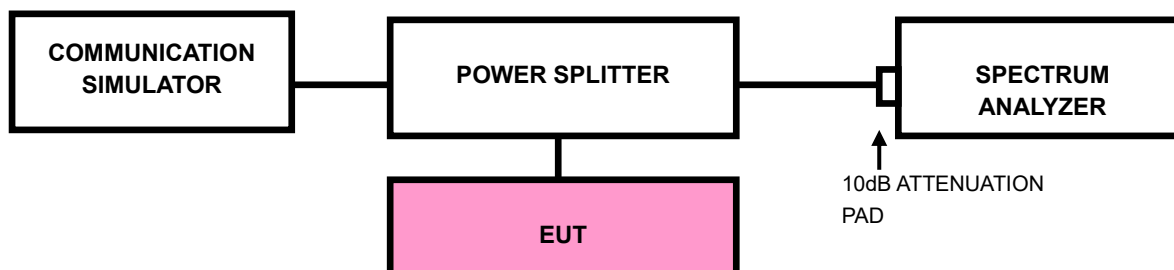 COMMUNICATION
SIMULATOR
POWER SPLITTER
SPECTRUM
ANALYZER
10dB ATTENUATION
PAD
EUT